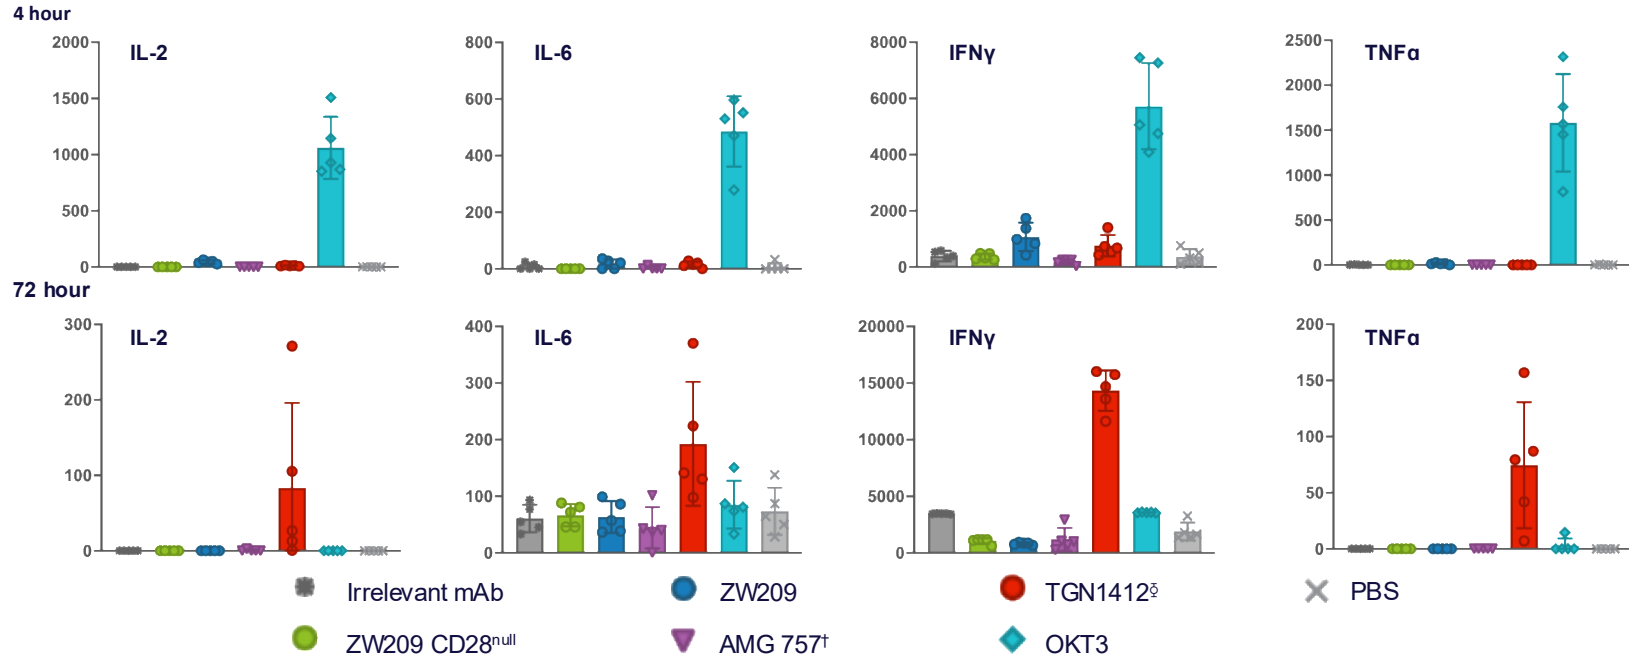 4 hour
IL-2
IL-6
IFNγ
TNFα
2000
1500
1000
500
0
800
600
400
200
0
8000
6000
4000
2000
0
2500
2000
1500
1000
500
0
72 hour
IL-2
IL-6
IFNγ
TNFα
300
200
100
0
400
300
200
100
0
20000
15000
10000
5000
0
200
150
100
50
0
Irrelevant mAb
ZW209
TGN1412⚲
PBS
ZW209 CD28null
AMG 757†
OKT3